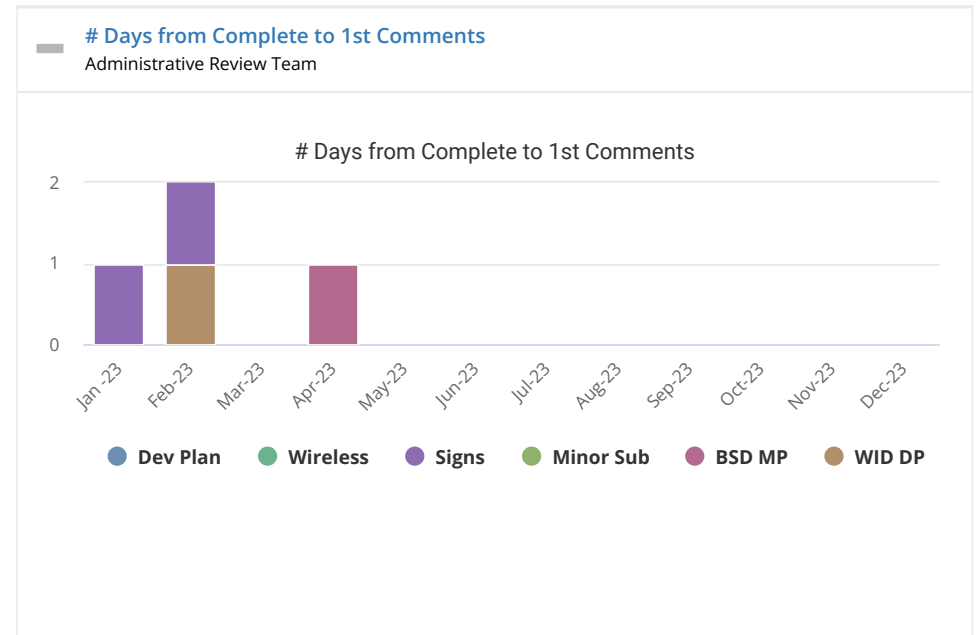 # Days from Complete to 1st Comments
Administrative Review Team
# Days from Complete to 1st Comments
2
1
0
Jan -23 Feb-23 Mar-23 Apr-23 May-23 Jun-23 Jul-23 Aug-23 Sep-23 Oct-23 Nov-23 Dec-23
Dev Plan Wireless Signs Minor Sub BSD MP WID DP